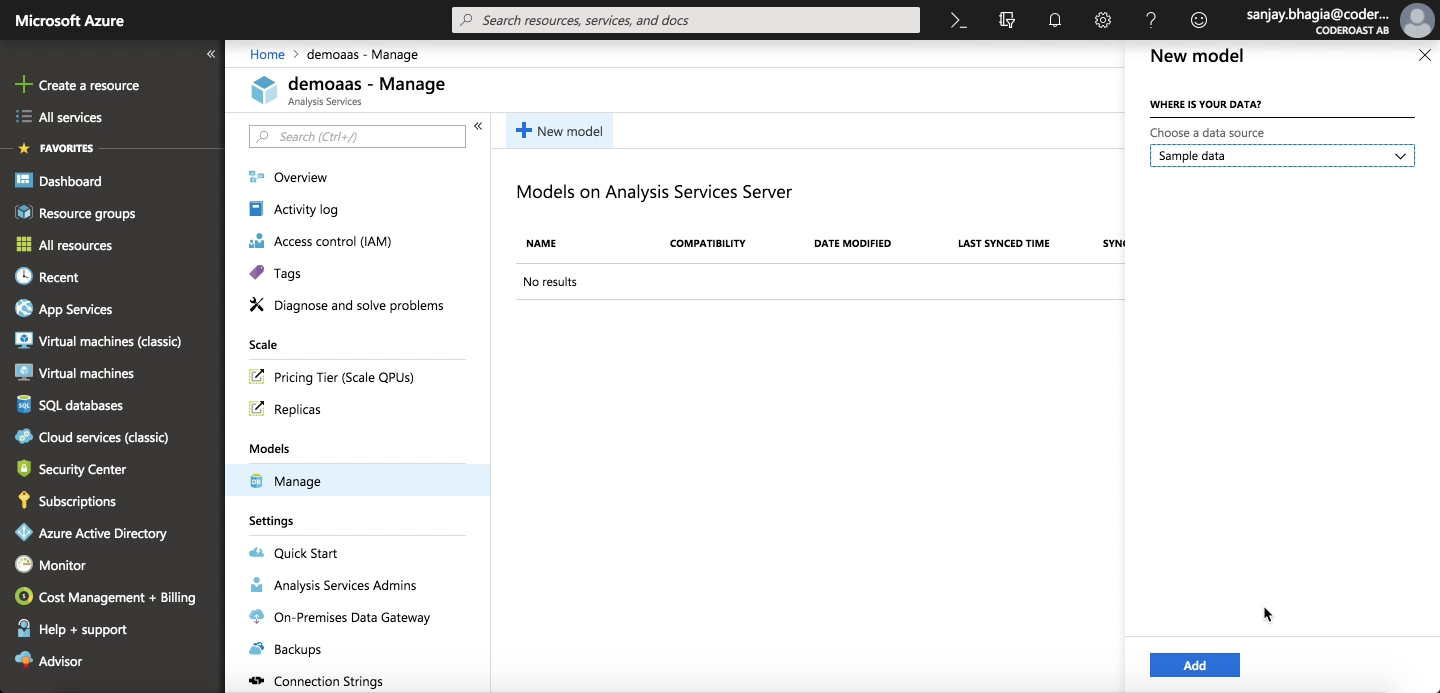 Microsoft Azure
Search resources, services, and docs
>_
?
sanjay.bhagia@coder...
CODEROAST AB
«
Create a resource
All services
FAVORITES
Dashboard
Resource groups
All resources
Recent
App Services
Virtual machines (classic)
Virtual machines
SQL
SQL databases
Cloud services (classic)
Security Center
Subscriptions
Azure Active Directory
Monitor
Cost Management + Billing
Help + support
Advisor
Home > demoaas - Manage
demoaas - Manage
Analysis Services
Search (Ctrl+/)
«
Overview
Activity log
Access control (IAM)
Tags
Diagnose and solve problems
Scale
Pricing Tier (Scale QPUs)
Replicas
Models
DB
Manage
Settings
Quick Start
Analysis Services Admins
On-Premises Data Gateway
Backups
Connection Strings
New model
Models on Analysis Services Server
NAME COMPATIBILITY DATE MODIFIED LAST SYNCED TIME SYNC
No results
New model
WHERE IS YOUR DATA?
Choose a data source
Sample data
Add